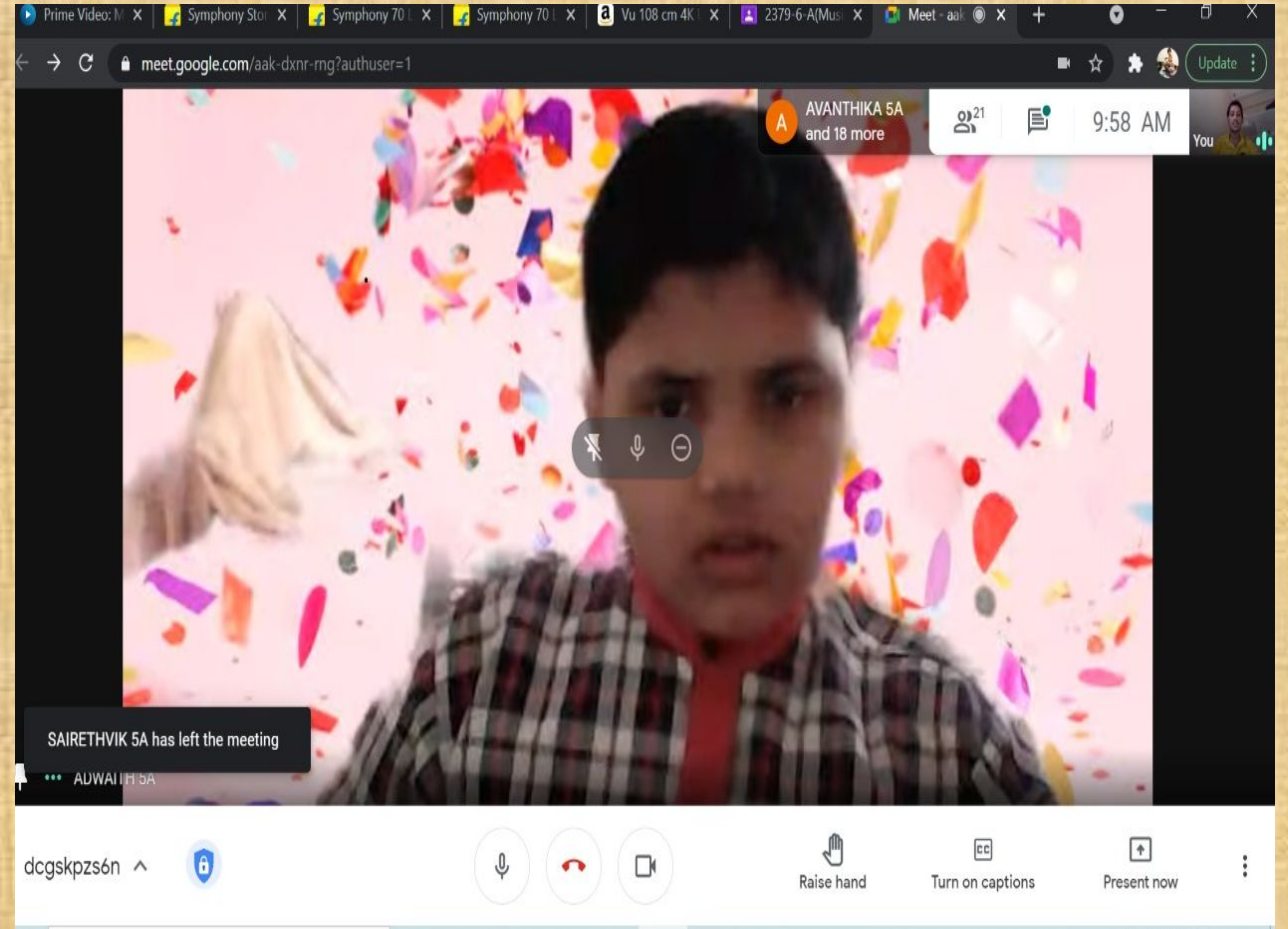 Prime Video: M
Symphony Stor
Symphony 70 L
Symphony 70 L
Vu 108 cm 4K U
2379-6-A(Musi
Meet - aak
meet.google.com/aak-dxnr-rng?authuser=1
Update
A
AVANTHIKA 5A
and 18 more
21
9:58 AM
You
SAIRETHVIK 5A has left the meeting
ADWAITH 5A
dcgskpzs6n
Raise hand
CC
Turn on captions
Present now